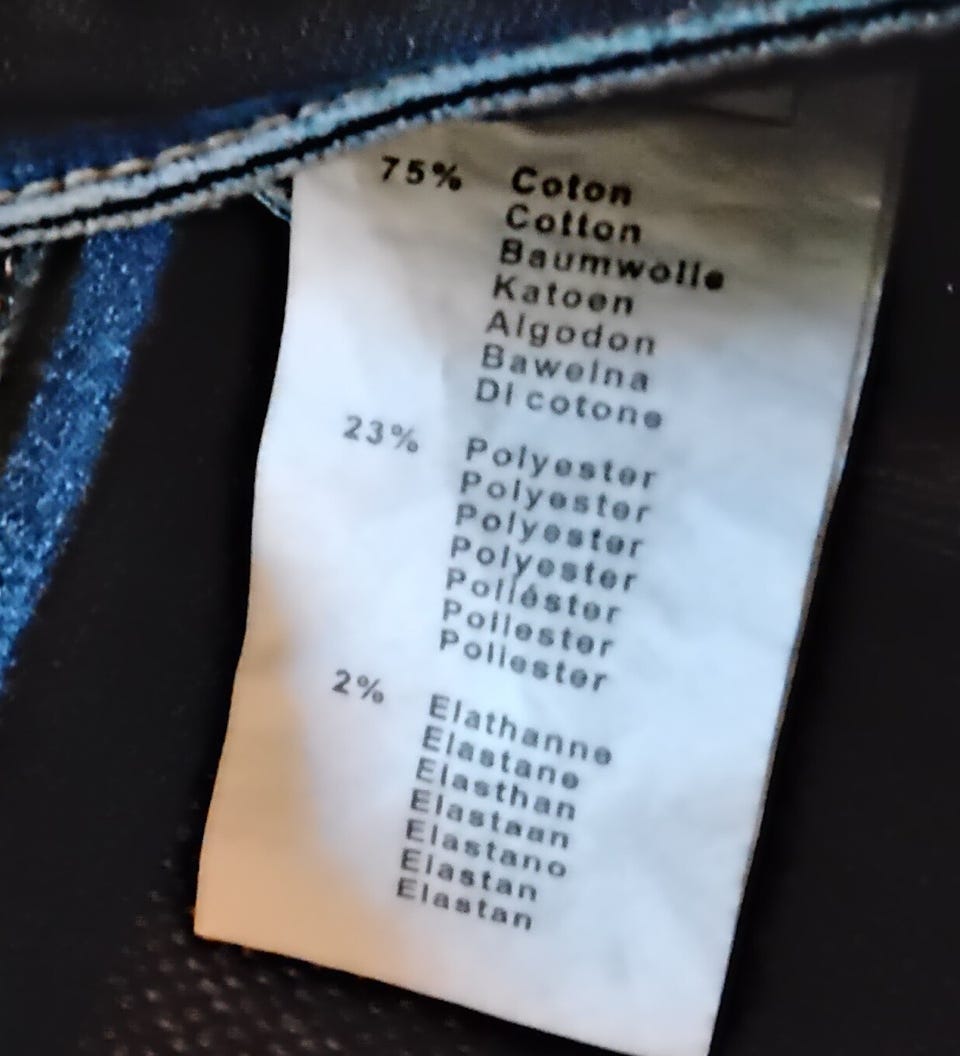 75% Coton
Cotton
Baumwolle
Katoen
Algodon
Bawelna
Di cotone
23% Polyester
Polyester
Polyester
Polyester
Poliéster
Poliester
Poliester
2% Elathanne
Elastane
Elasthan
Elastaan
Elastano
Elastan
Elastan